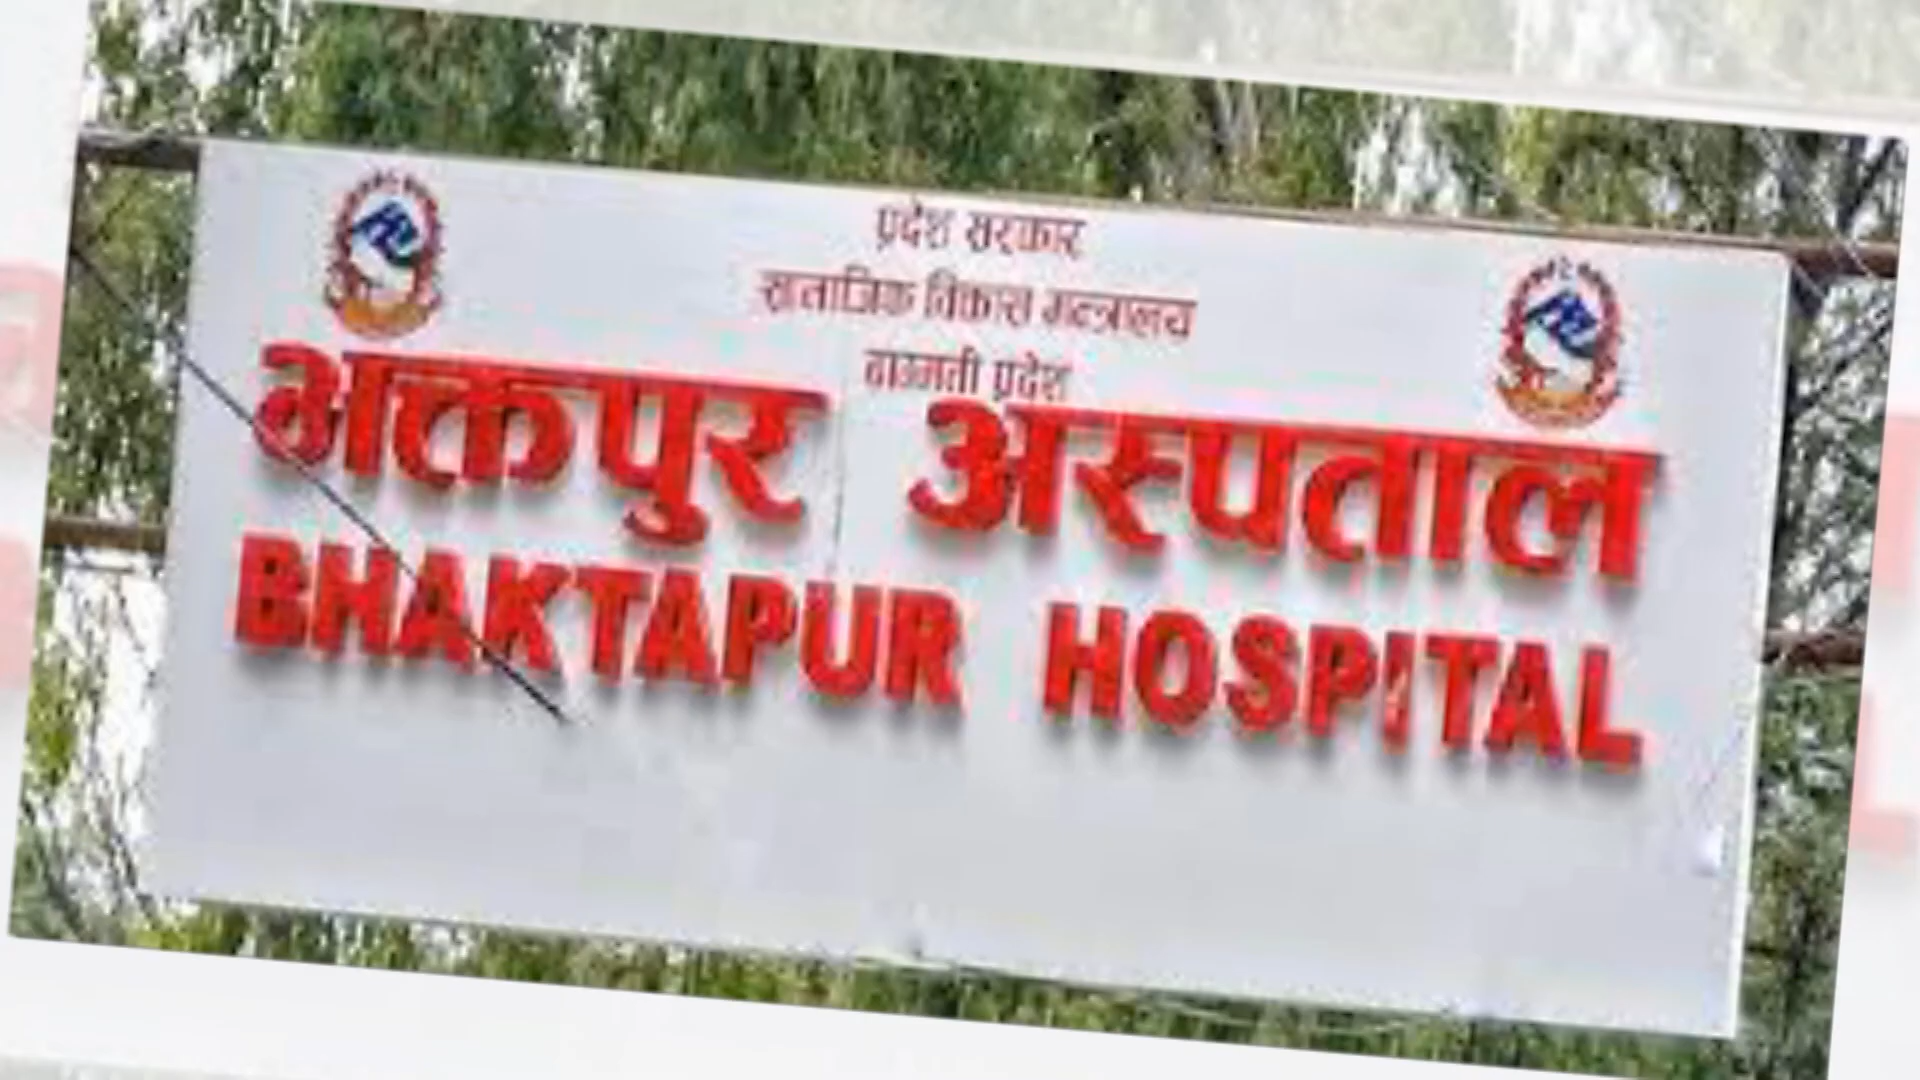 प्रदेश सरकार
सामाजिक विकास मन्त्रालय
बागमती प्रदेश
भक्तपुर अस्पताल
BHAKTAPUR HOSPITAL